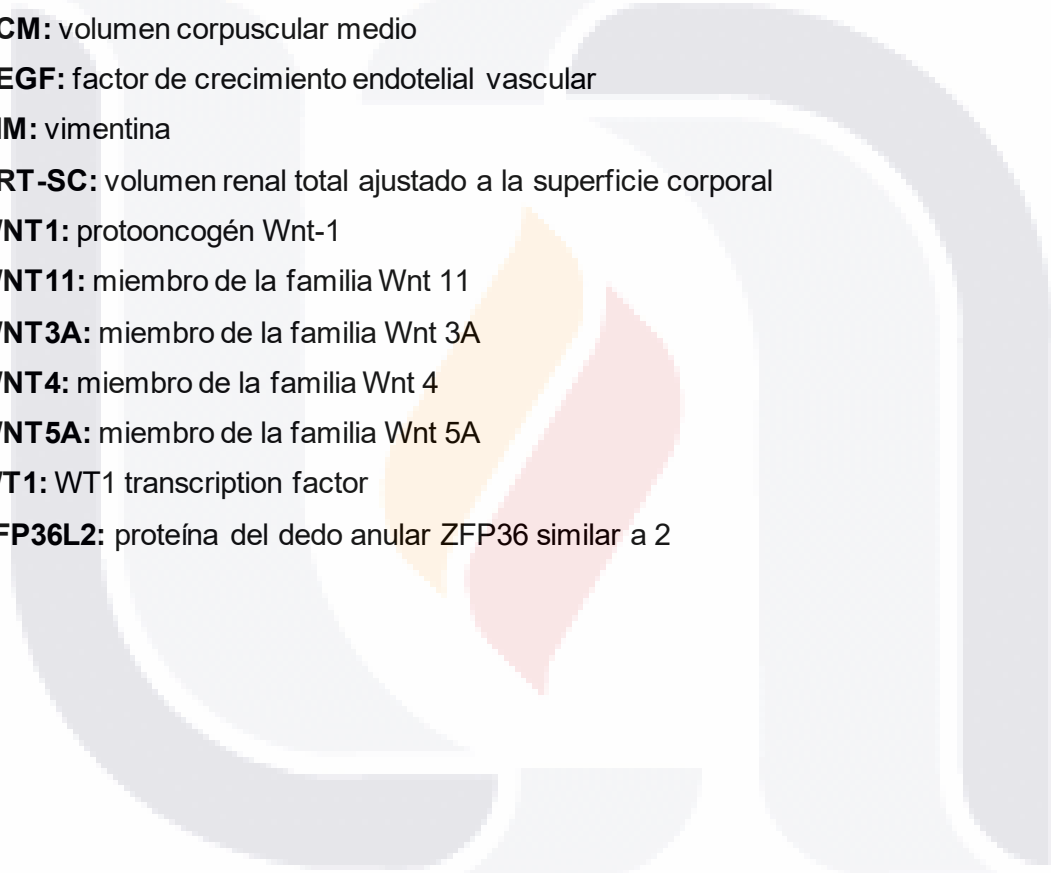 CM: volumen corpuscular medio
EGF: factor de crecimiento endotelial vascular
IM: vimentina
RT-SC: volumen renal total ajustado a la superficie corporal
NT1: protooncogén Wnt-1
NT11: miembro de la familia Wnt 11
NT3A: miembro de la familia Wnt 3A
NT4: miembro de la familia Wnt 4
NT5A: miembro de la familia Wnt 5A
T1: WT1 transcription factor
FP36L2: proteína del dedo anular ZFP36 similar a 2